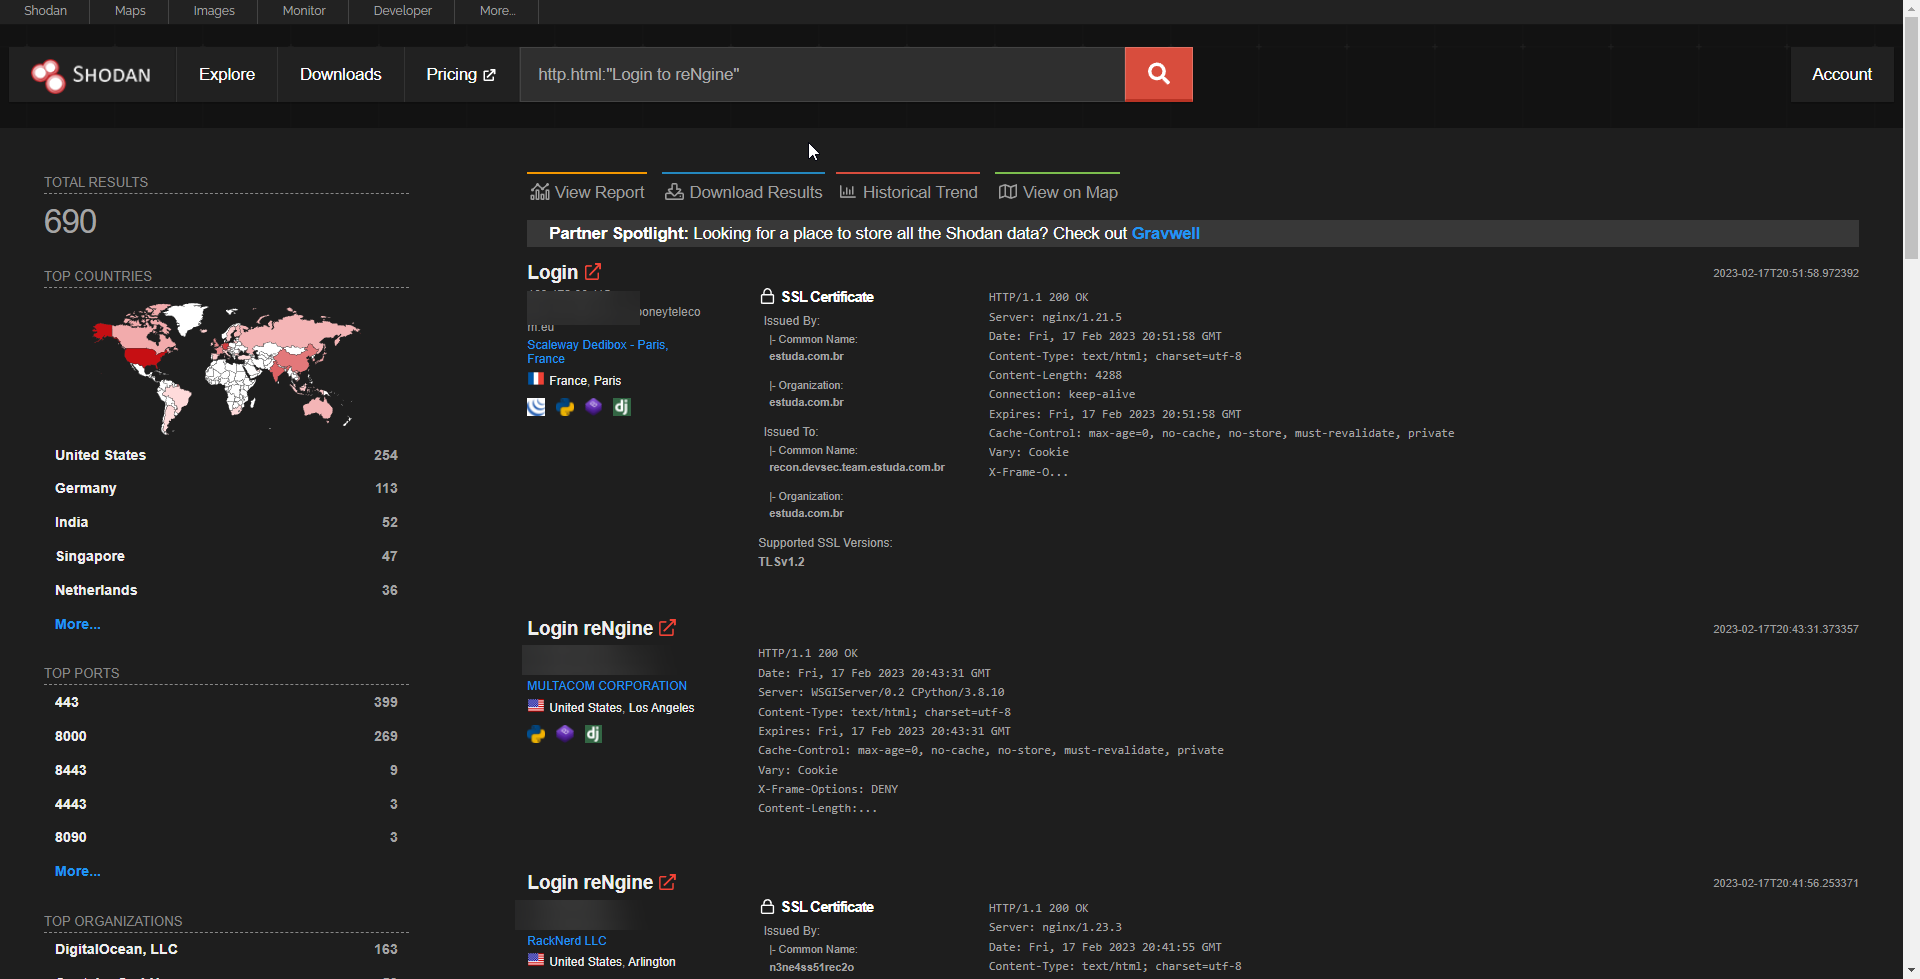 Shodan
Maps
Images
Monitor
Developer
More...
SHODAN
Explore
Downloads
Pricing
http.html:"Login to reNgine"
Account
TOTAL RESULTS
690
TOP COUNTRIES
United States 254
Germany 113
India 52
Singapore 47
Netherlands 36
More...
TOP PORTS
443 399
8000 269
8443 9
4443 3
8090 3
More...
TOP ORGANIZATIONS
DigitalOcean, LLC 163
View Report
Download Results
Historical Trend
View on Map
Partner Spotlight: Looking for a place to store all the Shodan data? Check out Gravwell
Login
2023-02-17T20:51:58.972392
oneyteleco
m.eu
Scaleway Dedibox - Paris,
France
France, Paris
SSL Certificate
Issued By:
|- Common Name:
estuda.com.br
|- Organization:
estuda.com.br
Issued To:
|- Common Name:
recon.devsec.team.estuda.com.br
|- Organization:
estuda.com.br
Supported SSL Versions:
TLSv1.2
HTTP/1.1 200 OK
Server: nginx/1.21.5
Date: Fri, 17 Feb 2023 20:51:58 GMT
Content-Type: text/html; charset=utf-8
Content-Length: 4288
Connection: keep-alive
Expires: Fri, 17 Feb 2023 20:51:58 GMT
Cache-Control: max-age=0, no-cache, no-store, must-revalidate, private
Vary: Cookie
X-Frame-O...
Login reNgine
2023-02-17T20:43:31.373357
MULTACOM CORPORATION
United States, Los Angeles
HTTP/1.1 200 OK
Date: Fri, 17 Feb 2023 20:43:31 GMT
Server: WSGIServer/0.2 CPython/3.8.10
Content-Type: text/html; charset=utf-8
Expires: Fri, 17 Feb 2023 20:43:31 GMT
Cache-Control: max-age=0, no-cache, no-store, must-revalidate, private
Vary: Cookie
X-Frame-Options: DENY
Content-Length:...
Login reNgine
2023-02-17T20:41:56.253371
RackNerd LLC
United States, Arlington
SSL Certificate
Issued By:
|- Common Name:
n3ne4ss51rec2o
HTTP/1.1 200 OK
Server: nginx/1.23.3
Date: Fri, 17 Feb 2023 20:41:55 GMT
Content-Type: text/html; charset=utf-8